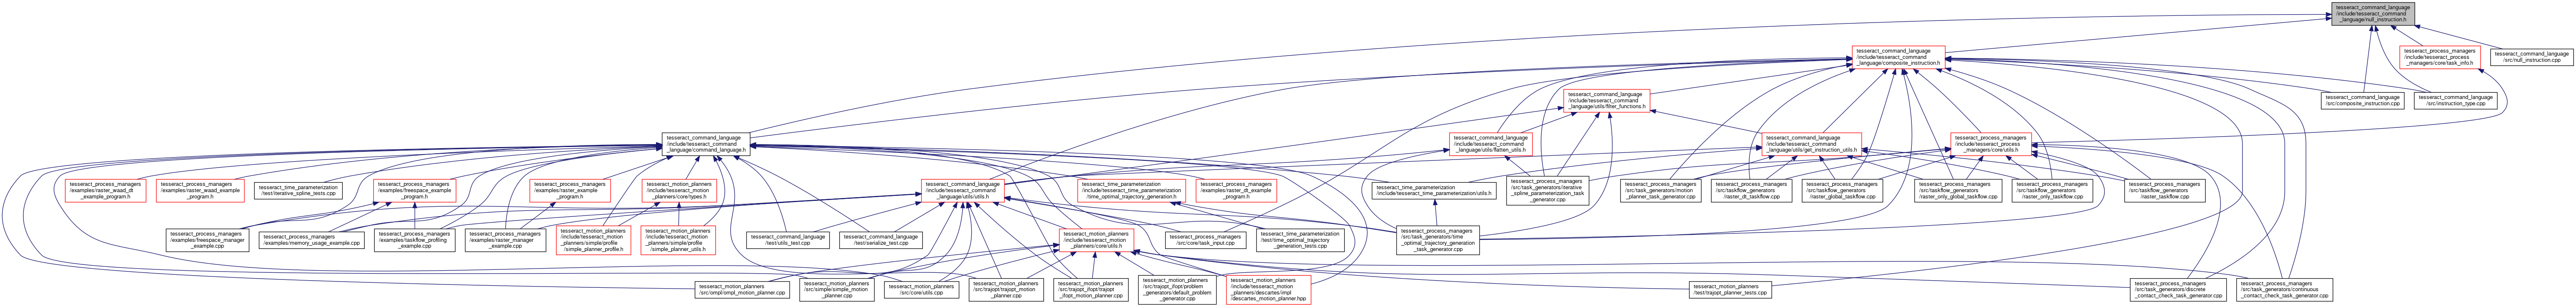 tesseract_command_language
/include/tesseract_command
_language/null_instruction.h
tesseract_command_language
/include/tesseract_command
_language/composite_instruction.h
tesseract_process_managers
/include/tesseract_process
_managers/core/task_info.h
tesseract_command_language
/src/null_instruction.cpp
tesseract_command_language
/include/tesseract_command
_language/utils/filter_functions.h
tesseract_command_language
/src/composite_instruction.cpp
tesseract_command_language
/src/instruction_type.cpp
tesseract_command_language
/include/tesseract_command
_language/command_language.h
tesseract_command_language
/include/tesseract_command
_language/utils/flatten_utils.h
tesseract_command_language
/include/tesseract_command
_language/utils/get_instruction_utils.h
tesseract_process_managers
/include/tesseract_process
_managers/core/utils.h
tesseract_process_managers
/examples/raster_waad_dt
_example_program.h
tesseract_process_managers
/examples/raster_waad_example
_program.h
tesseract_time_parameterization
/test/iterative_spline_tests.cpp
tesseract_process_managers
/examples/freespace_example
_program.h
tesseract_process_managers
/examples/raster_example
_program.h
tesseract_motion_planners
/include/tesseract_motion
_planners/core/types.h
tesseract_command_language
/include/tesseract_command
_language/utils/utils.h
tesseract_time_parameterization
/include/tesseract_time_parameterization
/time_optimal_trajectory_generation.h
tesseract_process_managers
/examples/raster_dt_example
_program.h
tesseract_time_parameterization
/include/tesseract_time_parameterization/utils.h
tesseract_process_managers
/src/task_generators/iterative
_spline_parameterization_task
_generator.cpp
tesseract_process_managers
/src/task_generators/motion
_planner_task_generator.cpp
tesseract_process_managers
/src/taskflow_generators
/raster_dt_taskflow.cpp
tesseract_process_managers
/src/taskflow_generators
/raster_global_taskflow.cpp
tesseract_process_managers
/src/taskflow_generators
/raster_only_global_taskflow.cpp
tesseract_process_managers
/src/taskflow_generators
/raster_only_taskflow.cpp
tesseract_process_managers
/src/taskflow_generators
/raster_taskflow.cpp
tesseract_process_managers
/examples/freespace_manager
_example.cpp
tesseract_process_managers
/examples/memory_usage_example.cpp
tesseract_process_managers
/examples/taskflow_profiling
_example.cpp
tesseract_process_managers
/examples/raster_manager
_example.cpp
tesseract_motion_planners
/include/tesseract_motion
_planners/simple/profile
/simple_planner_profile.h
tesseract_motion_planners
/include/tesseract_motion
_planners/simple/profile
/simple_planner_utils.h
tesseract_command_language
/test/utils_test.cpp
tesseract_command_language
/test/serialize_test.cpp
tesseract_motion_planners
/include/tesseract_motion
_planners/core/utils.h
tesseract_process_managers
/src/core/task_input.cpp
tesseract_time_parameterization
/test/time_optimal_trajectory
_generation_tests.cpp
tesseract_process_managers
/src/task_generators/time
_optimal_trajectory_generation
_task_generator.cpp
tesseract_motion_planners
/src/ompl/ompl_motion_planner.cpp
tesseract_motion_planners
/src/simple/simple_motion
_planner.cpp
tesseract_motion_planners
/src/core/utils.cpp
tesseract_motion_planners
/src/trajopt/trajopt_motion
_planner.cpp
tesseract_motion_planners
/src/trajopt_ifopt/trajopt
_ifopt_motion_planner.cpp
tesseract_motion_planners
/src/trajopt_ifopt/problem
_generators/default_problem
_generator.cpp
tesseract_motion_planners
/include/tesseract_motion
_planners/descartes/impl
/descartes_motion_planner.hpp
tesseract_motion_planners
/test/trajopt_planner_tests.cpp
tesseract_process_managers
/src/task_generators/discrete
_contact_check_task_generator.cpp
tesseract_process_managers
/src/task_generators/continuous
_contact_check_task_generator.cpp